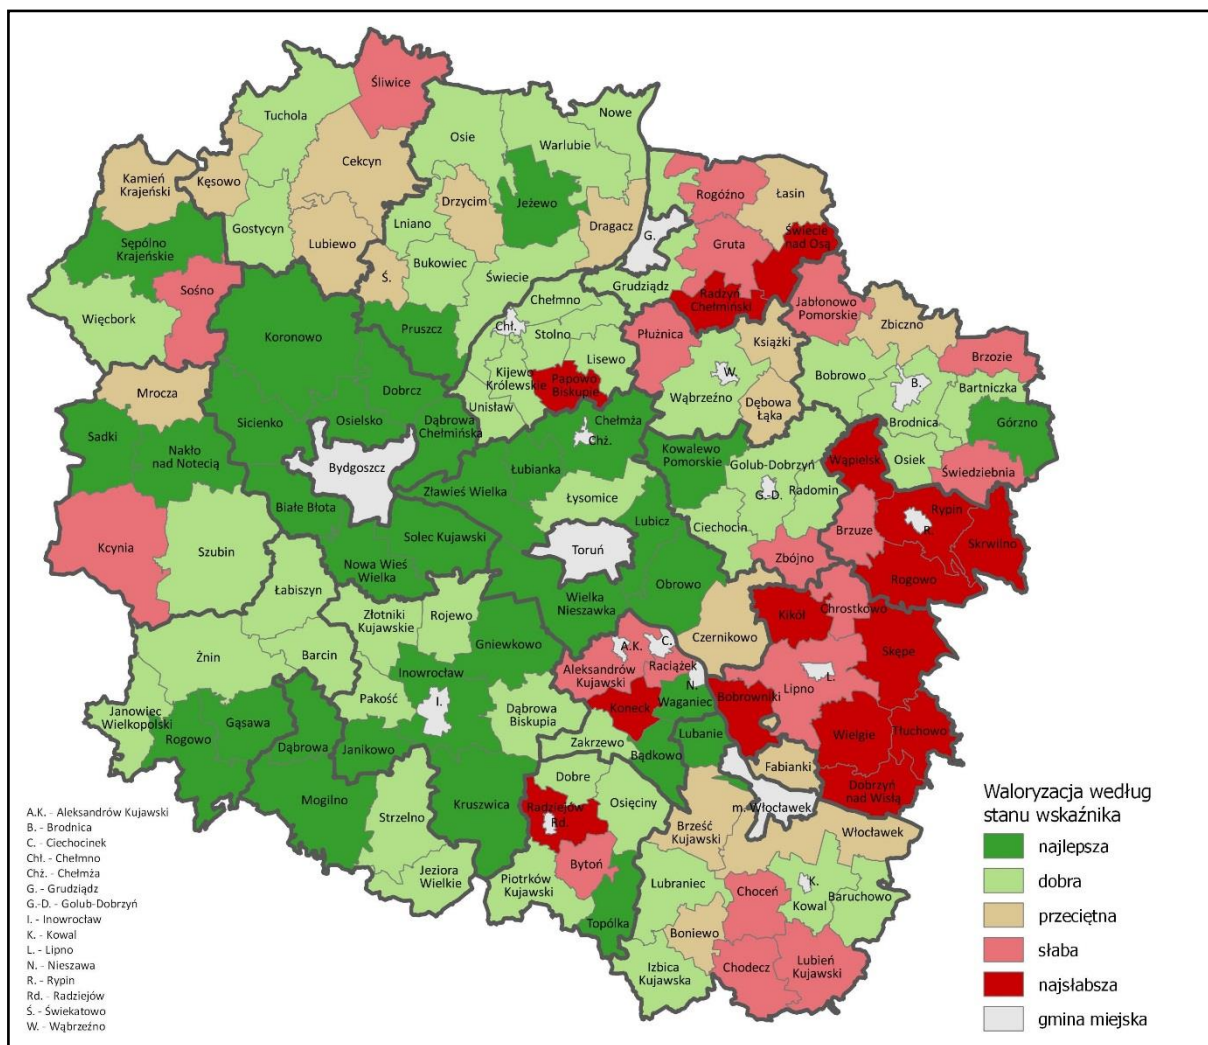 Śliwice
Tuchola
Nowe
Osie
Warlubie
Cekcyn
Kamień
Krajeński
Kęsowo
Rogóźno
Łasin
Drzycim
Jeżewo
Gostycyn
Lniano
Dragacz
Sępólno
Krajeńskie
Lubiewo
G.
Gruta
Świecie
nad Osą
Bukowiec
Ś.
Świecie
Sośno
Grudziądz
Radzyń
Chełmiński
Jabłonowo
Pomorskie
Więcbork
Chełmno
Koronowo
Pruszcz
Chł.
Stolno
Płużnica
Książki
Zbiczno
Lisewo
Brzozie
Kijewo
Królewskie
Papowo
Biskupie
W.
Bobrowo
B.
Bartniczka
Mrocza
Dobrcz
Unisław
Wąbrzeźno
Dębowa
Łąka
Sicienko
Osielsko
Dąbrowa
Chełmińska
Chełmża
Chż.
Brodnica
Górzno
Sadki
Nakło
nad Notecią
Kowalewo
Pomorskie
Bydgoszcz
Łubianka
Golub-Dobrzyń
Wąpielsk
Osiek
Świedziebnia
Zławieś Wielka
Łysomice
G.-D.
Radomin
Białe Błota
Lubicz
Ciechocin
Rypin
R.
Kcynia
Szubin
Solec Kujawski
Toruń
Brzuze
Skrwilno
Nowa Wieś
Wielka
Zbójno
Rogowo
Obrowo
Łabiszyn
Wielka
Nieszawka
Złotniki
Kujawskie
Rojewo
Kikół
Chrostkowo
Czernikowo
Gniewkowo
Żnin
Barcin
A.K.
C.
Skępe
Inowrocław
Aleksandrów
Kujawski
Raciążek
L.
Lipno
N.
Bobrowniki
Pakość
I.
Janowiec
Wielkopolski
Gąsawa
Dąbrowa
Biskupia
Koneck
Waganiec
Rogowo
Dąbrowa
Janikowo
Lubanie
Wielgie
Tłuchowo
Zakrzewo
Bądkowo
Fabianki
Mogilno
Kruszwica
Dobre
Dobrzyń
nad Wisłą
Radziejów
Rd.
Osięciny
m. Włocławek
Strzelno
Brześć
Kujawski
Włocławek
Bytoń
Jeziora
Wielkie
Piotrków
Kujawski
Lubraniec
Choceń
K.
Kowal
Baruchowo
Topólka
Boniewo
Izbica
Kujawska
Chodecz
Lubień
Kujawski
A.K. - Aleksandrów Kujawski
B. - Brodnica
C. - Ciechocinek
Chł. - Chełmno
Chż. - Chełmża
G. - Grudziądz
G.-D. - Golub-Dobrzyń
I. - Inowrocław
K. - Kowal
L. - Lipno
N. - Nieszawa
R. - Rypin
Rd. - Radziejów
Ś. - Świekatowo
W. - Wąbrzeźno
Waloryzacja według
stanu wskaźnika
najlepsza
dobra
przeciętna
słaba
najsłabsza
gmina miejska